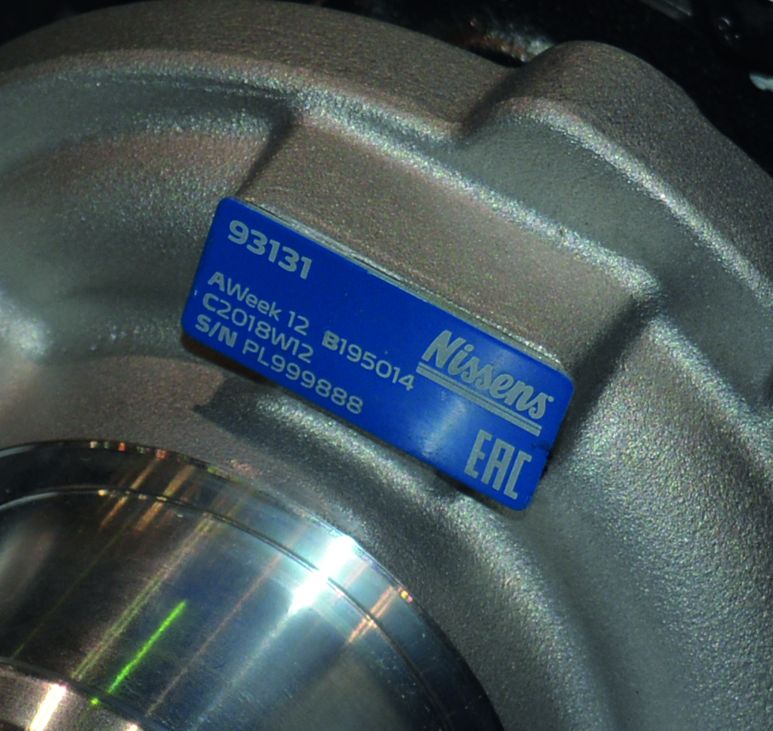 93131
AWeek 12 B195014
C2018W12
S/N PL999888
Nissens
EAC